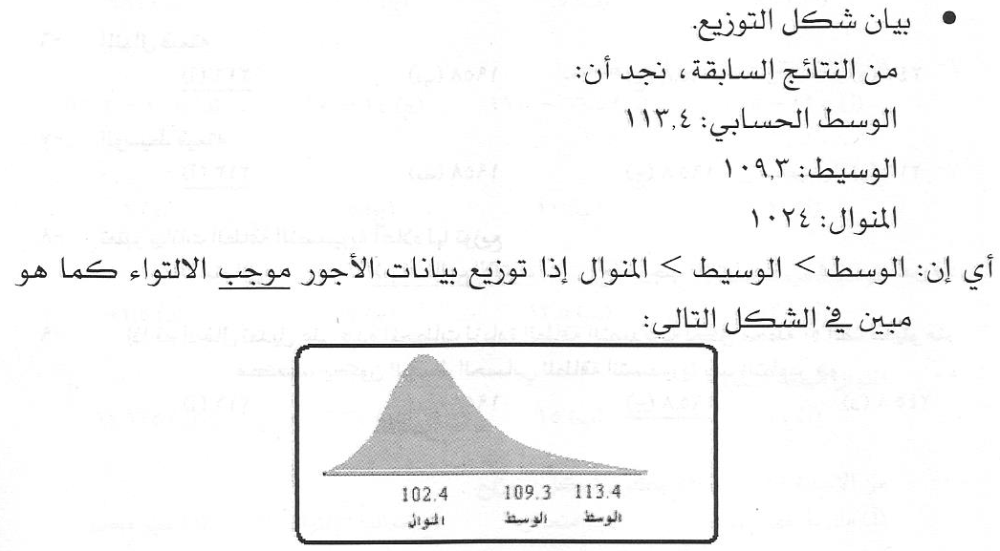 • بيان شكل التوزيع.
من النتائج السابقة، نجد أن:
الوسط الحسابي: ١١٣,٤
الوسيط: ١٠٩,٣
المنوال: ١٠٢٤
أي إن: الوسط > الوسيط > المنوال إذا توزيع بيانات الأجور موجب الالتواء كما هو
مبين في الشكل التالي:
102.4 109.3 113.4
المنوال الوسط الوسط